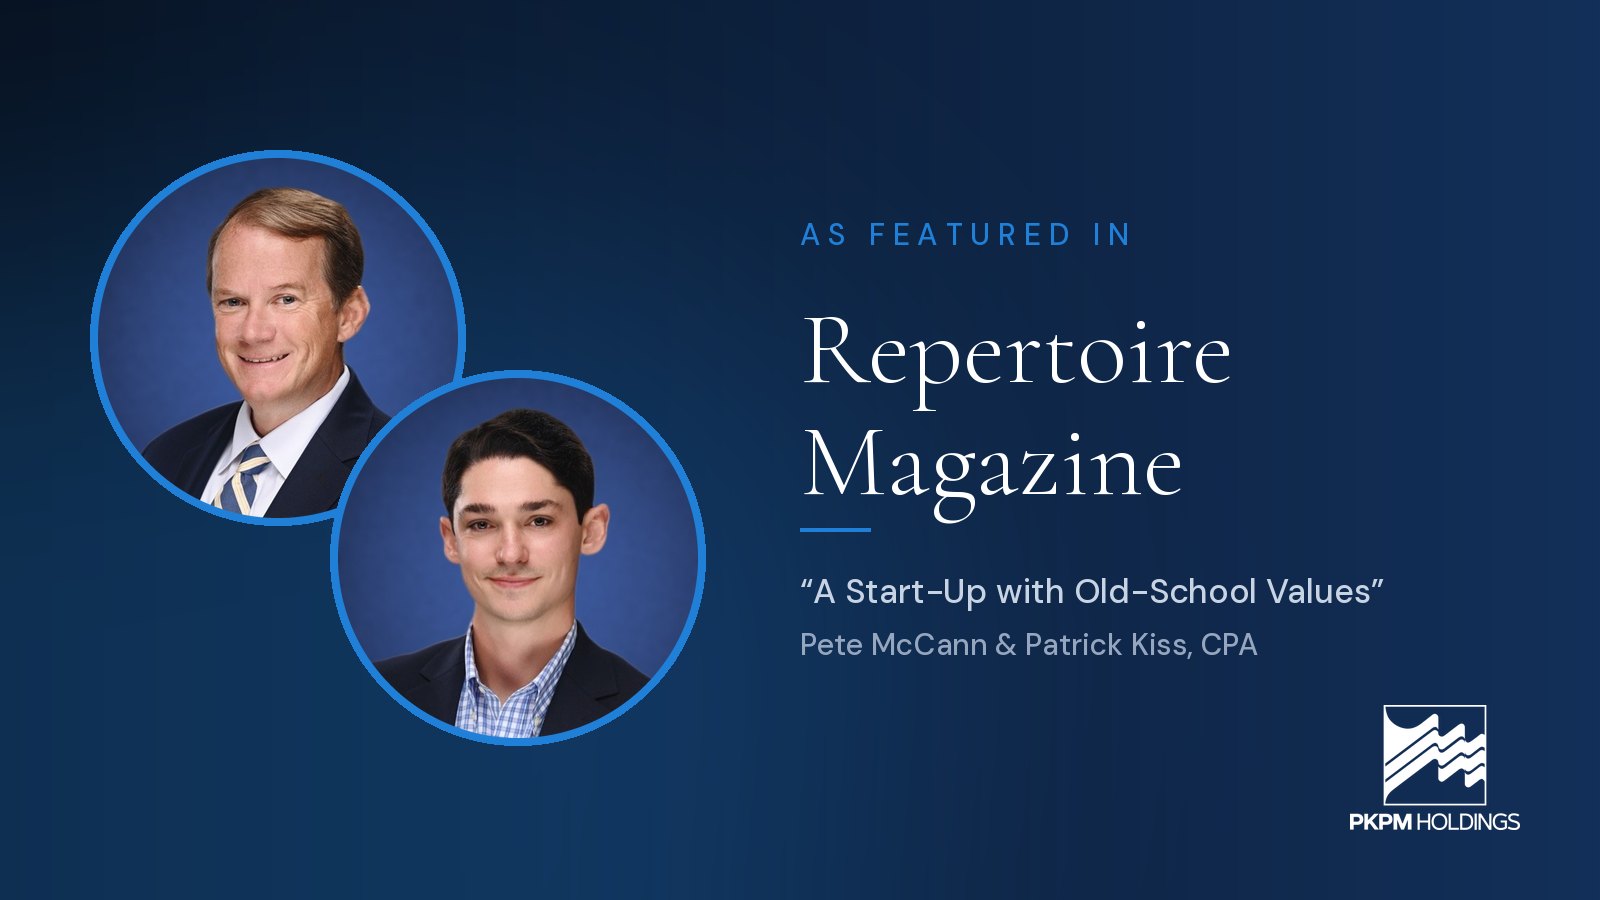 AS FEATURED IN
Repertoire
Magazine
“A Start-Up with Old-School Values”
Pete McCann & Patrick Kiss, CPA
PKPM HOLDINGS